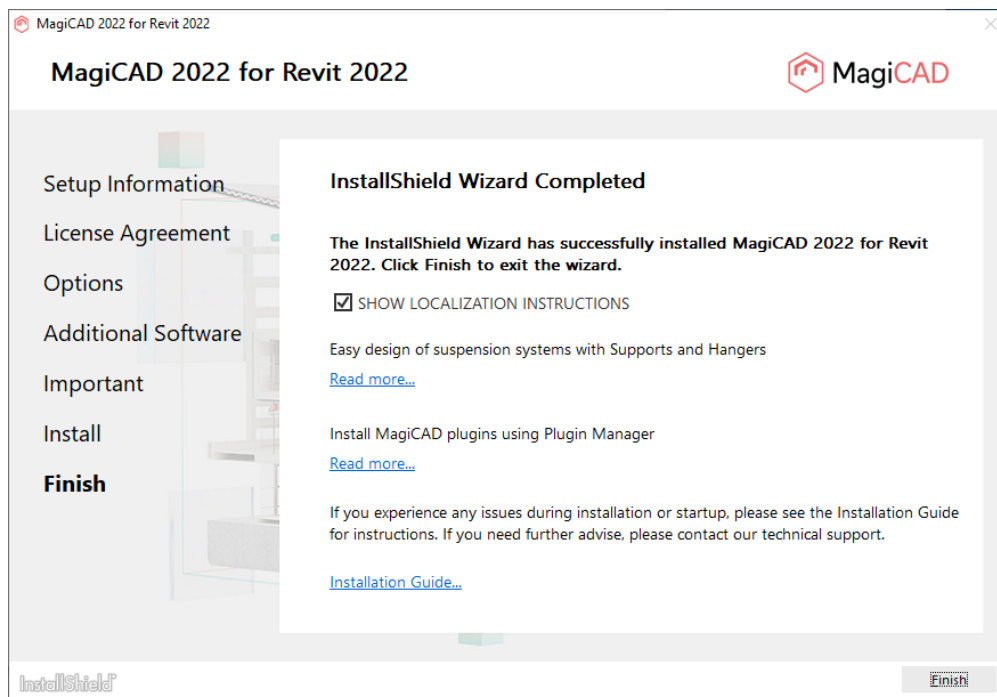 MagiCAD 2022 for Revit 2022
MagiCAD 2022 for Revit 2022
MagiCAD
Setup Information
License Agreement
Options
Additional Software
Important
Install
Finish
InstallShield Wizard Completed
The InstallShield Wizard has successfully installed MagiCAD 2022 for Revit
2022. Click Finish to exit the wizard.
SHOW LOCALIZATION INSTRUCTIONS
Easy design of suspension systems with Supports and Hangers
Read more...
Install MagiCAD plugins using Plugin Manager
Read more...
If you experience any issues during installation or startup, please see the Installation Guide
for instructions. If you need further advise, please contact our technical support.
Installation Guide...
InstallShield
Finish